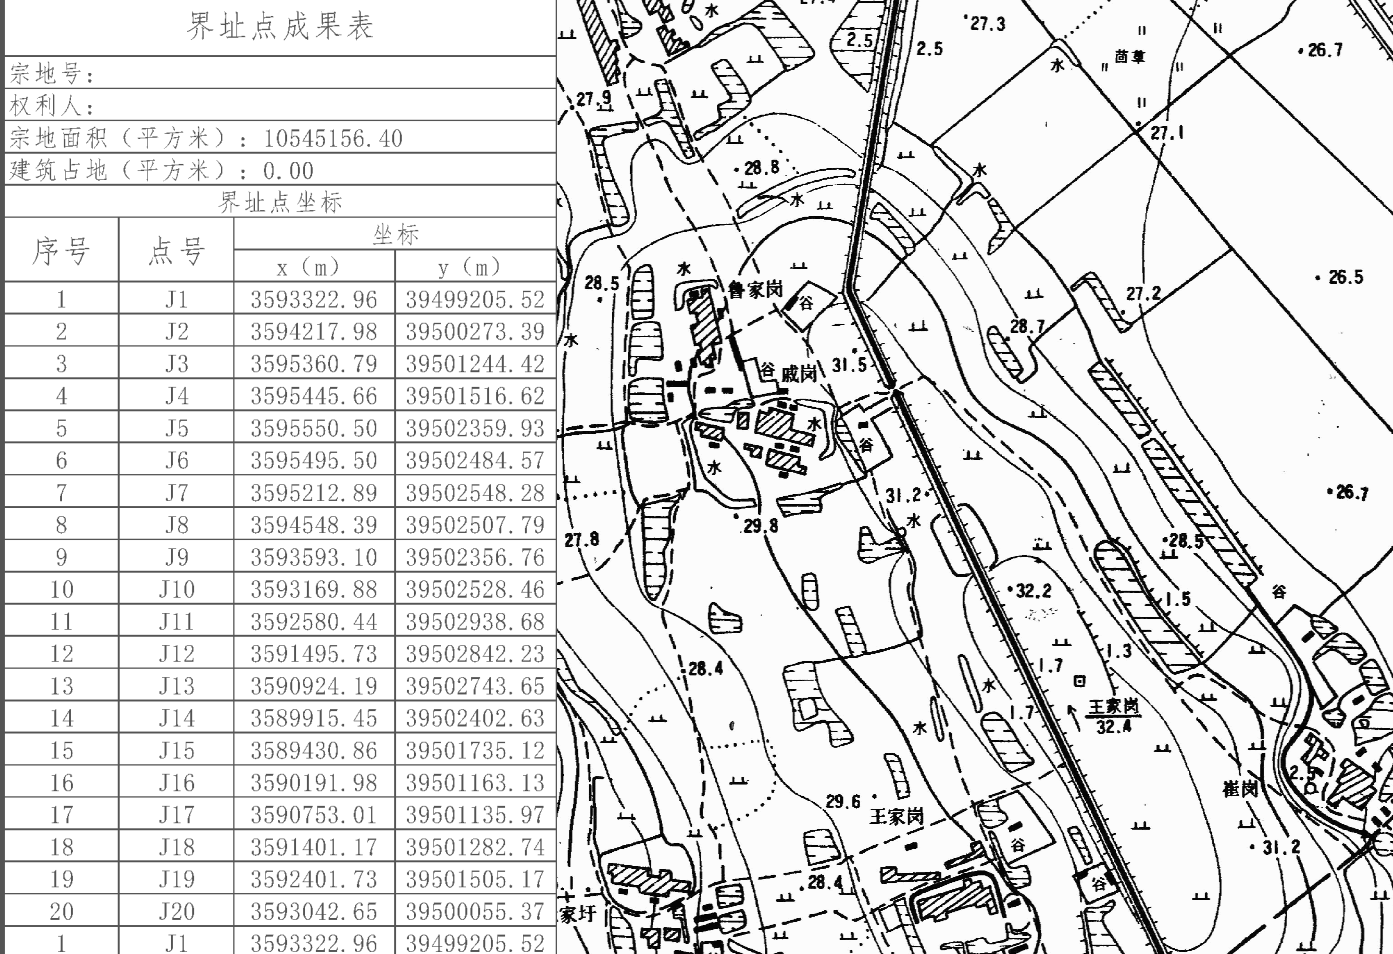 界址点成果表
宗地号：
权利人：
宗地面积（平方米）：10545156.40
建筑占地（平方米）：0.00
界址点坐标
序号 点号 坐标
x（m） y（m）
1 J1 3593322.96 39499205.52
2 J2 3594217.98 39500273.39
3 J3 3595360.79 39501244.42
4 J4 3595445.66 39501516.62
5 J5 3595550.50 39502359.93
6 J6 3595495.50 39502484.57
7 J7 3595212.89 39502548.28
8 J8 3594548.39 39502507.79
9 J9 3593593.10 39502356.76
10 J10 3593169.88 39502528.46
11 J11 3592580.44 39502938.68
12 J12 3591495.73 39502842.23
13 J13 3590924.19 39502743.65
14 J14 3589915.45 39502402.63
15 J15 3589430.86 39501735.12
16 J16 3590191.98 39501163.13
17 J17 3590753.01 39501135.97
18 J18 3591401.17 39501282.74
19 J19 3592401.73 39501505.17
20 J20 3593042.65 39500055.37
1 J1 3593322.96 39499205.52
水
27.3
2.5
2.5
26.7
水
27.9
27.1
28.8
水
水
水
28.5
26.5
鲁家岗
谷
27.2
28.7
水
谷
戚岗
31.5
水
谷
水
31.2
26.7
水
29.8
27.8
28.5
32.2
谷
1.5
1.3
28.4
1.7
水
1.7
王家岗
32.4
水
2.5
崔岗
29.6
王家岗
谷
31.2
28.4
谷
家圩